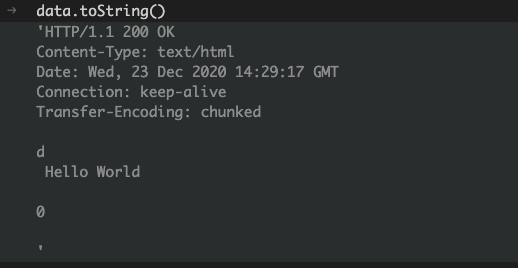 → data.toString()
'HTTP/1.1 200 OK
Content-Type: text/html
Date: Wed, 23 Dec 2020 14:29:17 GMT
Connection: keep-alive
Transfer-Encoding: chunked

d
 Hello World

0

'